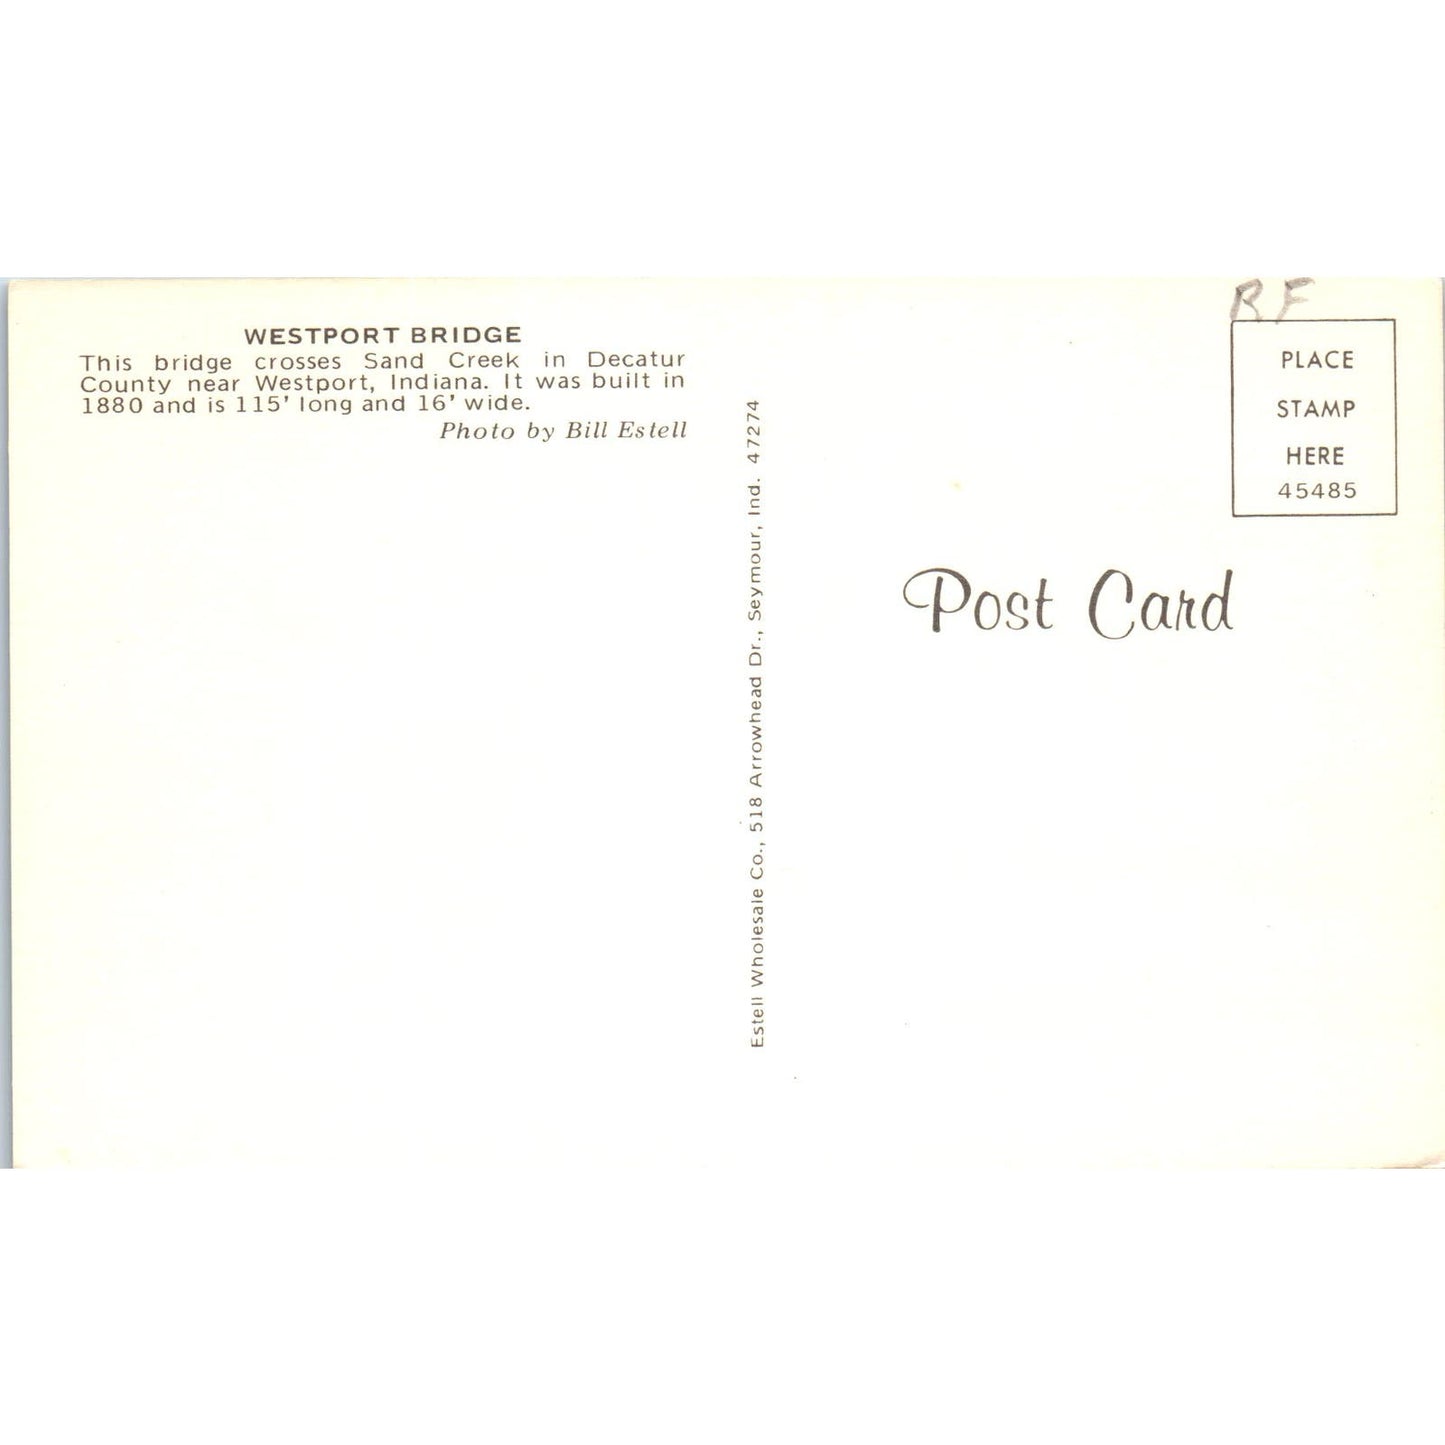 WESTPORT BRIDGE
This bridge crosses Sand Creek in Decatur
County near Westport, Indiana. It was built in
1880 and is 115' long and 16' wide.
Photo by Bill Estell
Estell Wholesale Co., 518 Arrowhead Dr., Seymour, Ind. 47274
RF
PLACE
STAMP
HERE
45485
Post Card